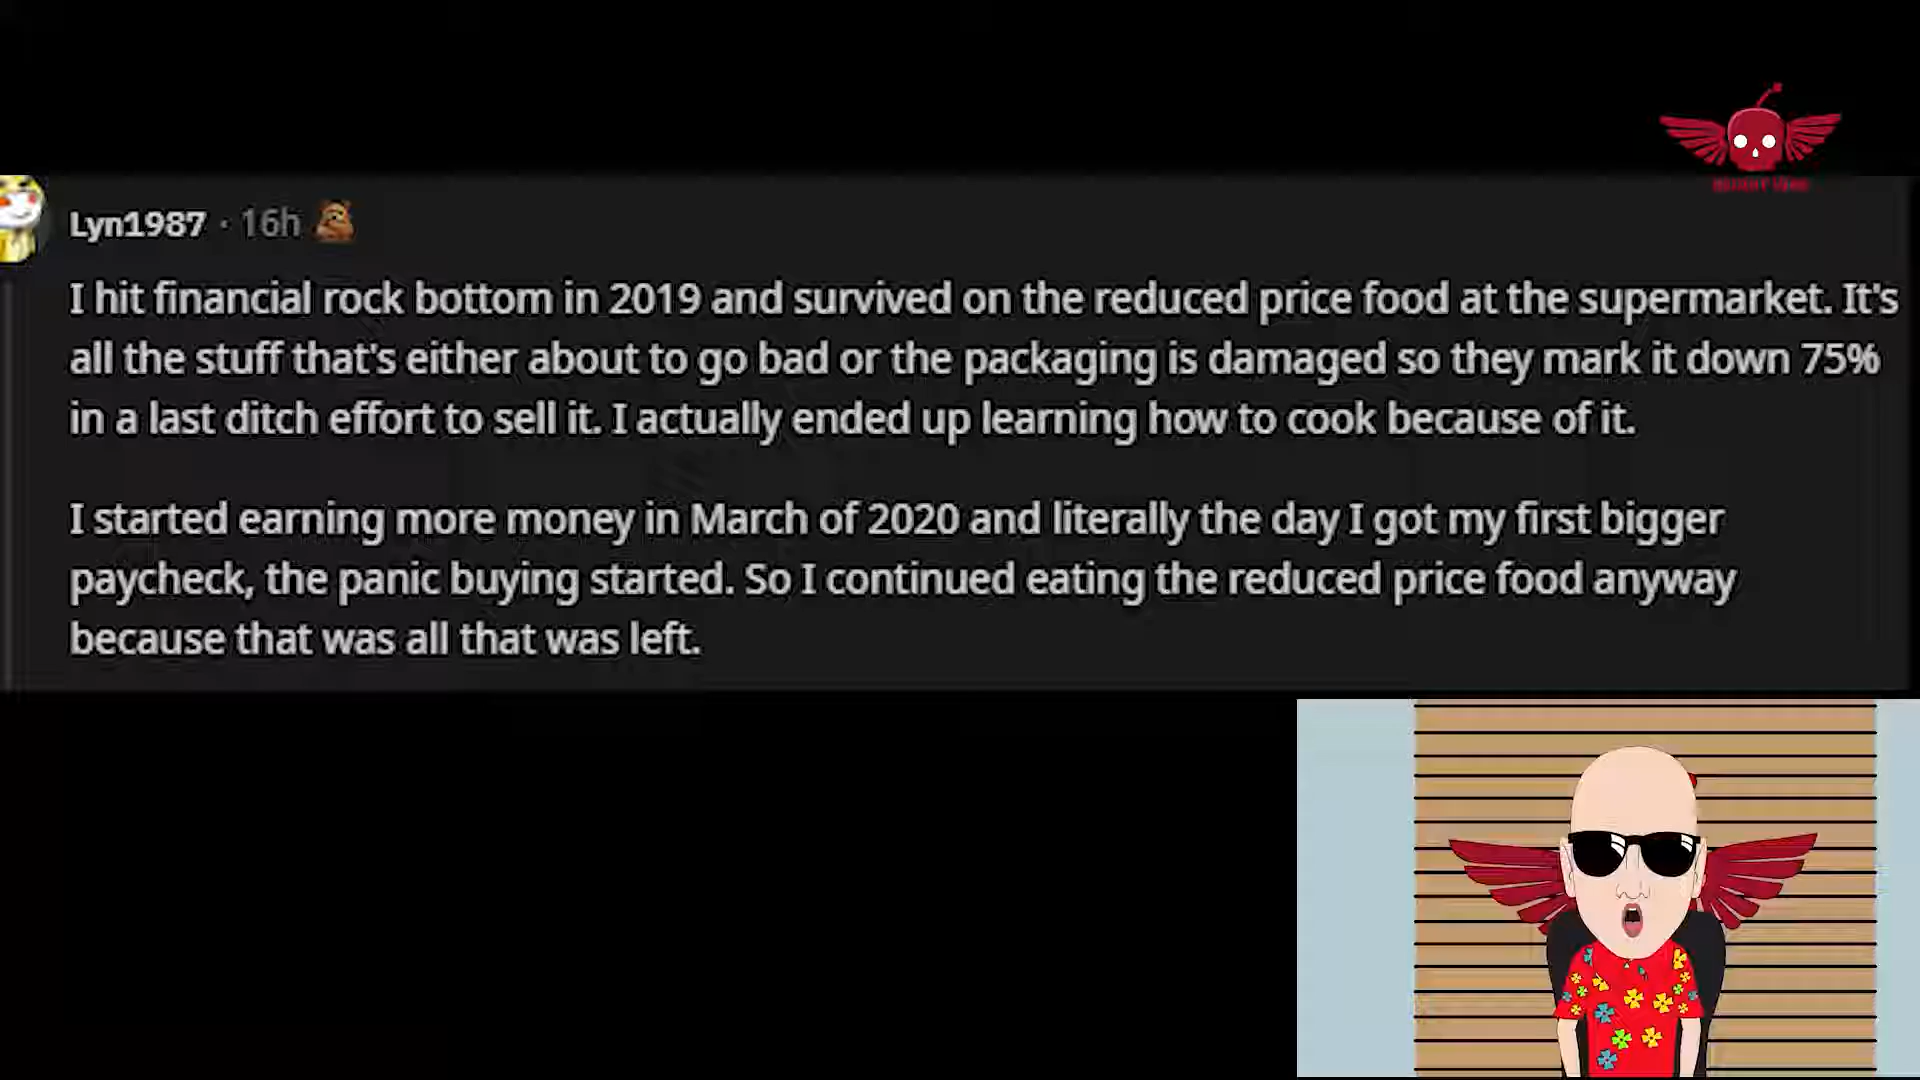 Lyn1987 · 16h
I hit financial rock bottom in 2019 and survived on the reduced price food at the supermarket. It's
all the stuff that's either about to go bad or the packaging is damaged so they mark it down 75%
in a last ditch effort to sell it. I actually ended up learning how to cook because of it.
I started earning more money in March of 2020 and literally the day I got my first bigger
paycheck, the panic buying started. So I continued eating the reduced price food anyway
because that was all that was left.